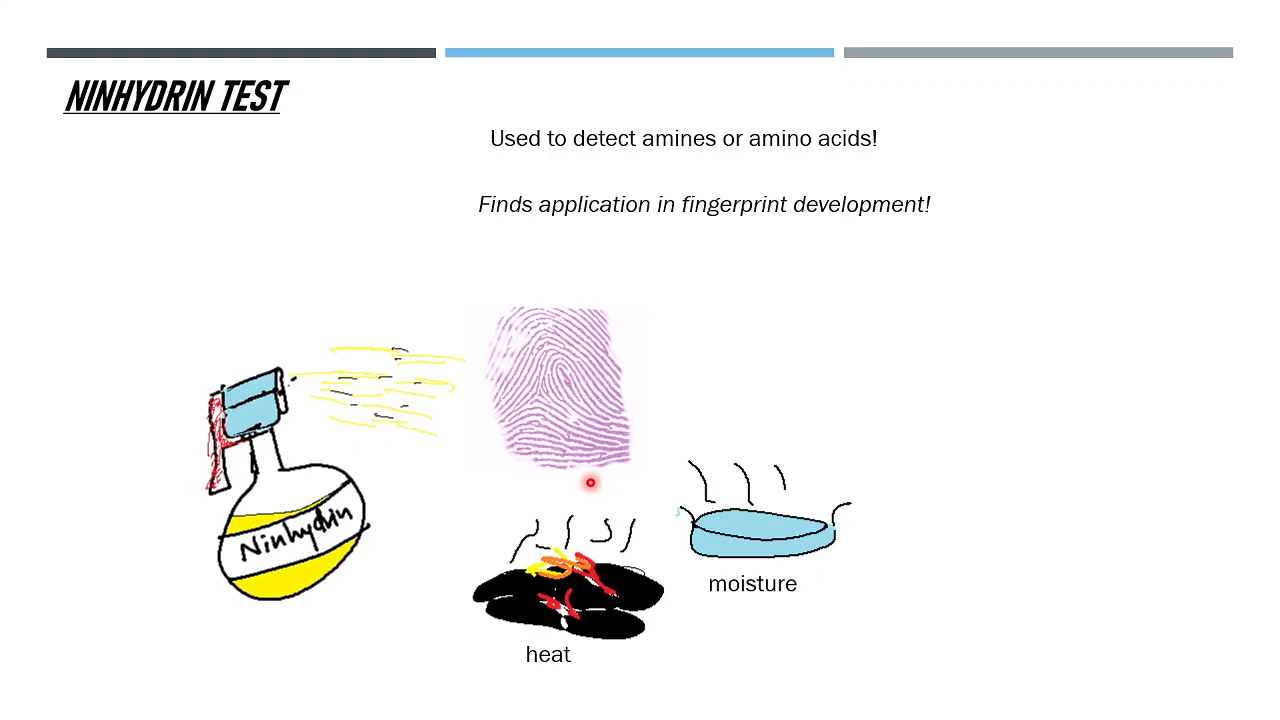 NINHYDRIN TEST
Used to detect amines or amino acids!
Finds application in fingerprint development!
Ninhydrin
moisture
heat